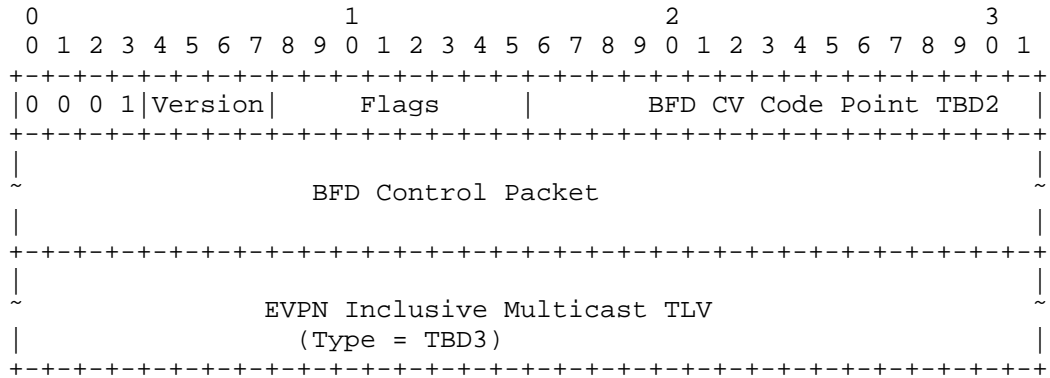 0                   1                   2                   3
 0 1 2 3 4 5 6 7 8 9 0 1 2 3 4 5 6 7 8 9 0 1 2 3 4 5 6 7 8 9 0 1
+-+-+-+-+-+-+-+-+-+-+-+-+-+-+-+-+-+-+-+-+-+-+-+-+-+-+-+-+-+-+-+-+
|0 0 0 1|Version|     Flags     |       BFD CV Code Point TBD2  |
+-+-+-+-+-+-+-+-+-+-+-+-+-+-+-+-+-+-+-+-+-+-+-+-+-+-+-+-+-+-+-+-+
|                                                               |
~                  BFD Control Packet                           ~
|                                                               |
+-+-+-+-+-+-+-+-+-+-+-+-+-+-+-+-+-+-+-+-+-+-+-+-+-+-+-+-+-+-+-+-+
|                                                               |
~               EVPN Inclusive Multicast TLV                    ~
|                 (Type = TBD3)                                 |
+-+-+-+-+-+-+-+-+-+-+-+-+-+-+-+-+-+-+-+-+-+-+-+-+-+-+-+-+-+-+-+-+